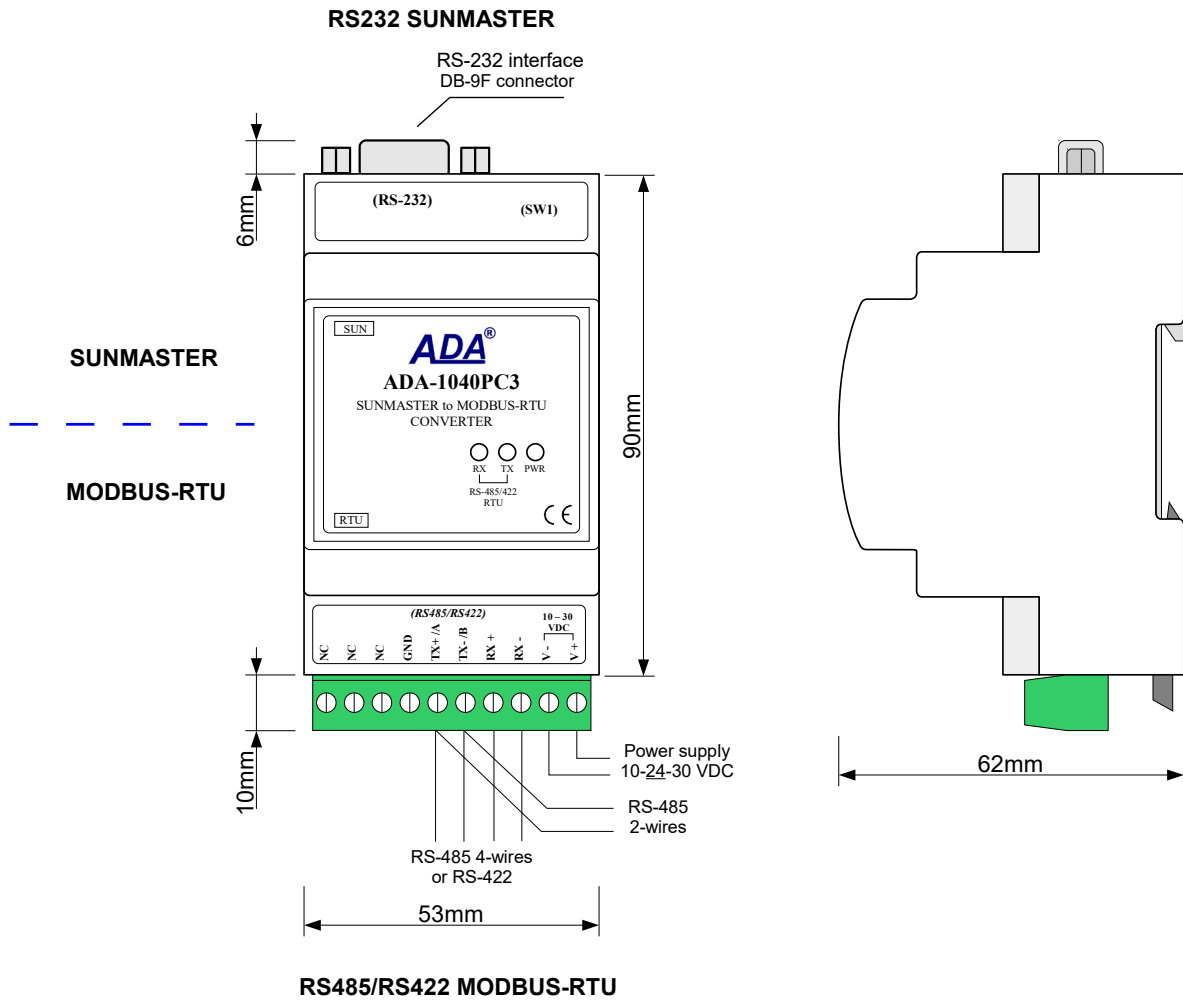 RS232 SUNMASTER
RS-232 interface
DB-9F connector
6mm
(RS-232)
(SW1)
SUN
ADA®
ADA-1040PC3
SUNMASTER to MODBUS-RTU
CONVERTER
RX TX PWR
RS-485/422
RTU
RTU
CE
SUNMASTER
MODBUS-RTU
90mm
(RS485/RS422)
10 – 30
VDC
NC
NC
NC
GND
TX+ /A
TX- /B
RX +
RX -
V -
V +
10mm
Power supply
10-24-30 VDC
RS-485
2-wires
RS-485 4-wires
or RS-422
53mm
62mm
RS485/RS422 MODBUS-RTU